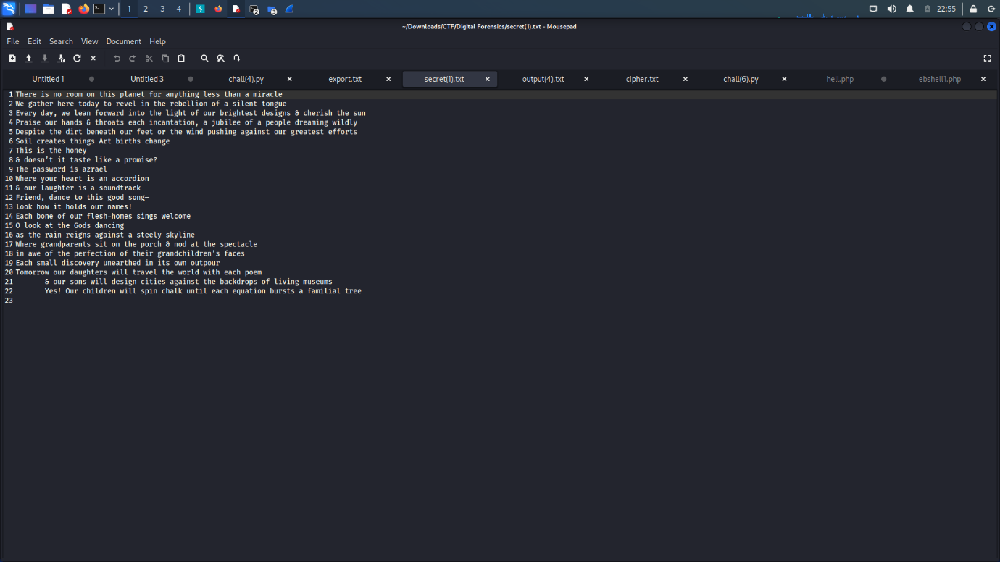 1 2 3 4 2 3 22:55
~/Downloads/CTF/Digital Forensics/secret(1).txt - Mousepad
File Edit Search View Document Help
Untitled 1 Untitled 3 chall(4).py export.txt secret(1).txt output(4).txt cipher.txt chall(6).py hell.php ebshell1.php
1 There is no room on this planet for anything less than a miracle
2 We gather here today to revel in the rebellion of a silent tongue
3 Every day, we lean forward into the light of our brightest designs & cherish the sun
4 Praise our hands & throats each incantation, a jubilee of a people dreaming wildly
5 Despite the dirt beneath our feet or the wind pushing against our greatest efforts
6 Soil creates things Art births change
7 This is the honey
8 & doesn't it taste like a promise?
9 The password is azrael
10 Where your heart is an accordion
11 & our laughter is a soundtrack
12 Friend, dance to this good song—
13 look how it holds our names!
14 Each bone of our flesh-homes sings welcome
15 O look at the Gods dancing
16 as the rain reigns against a steely skyline
17 Where grandparents sit on the porch & nod at the spectacle
18 in awe of the perfection of their grandchildren's faces
19 Each small discovery unearthed in its own outpour
20 Tomorrow our daughters will travel the world with each poem
21 & our sons will design cities against the backdrops of living museums
22 Yes! Our children will spin chalk until each equation bursts a familial tree
23